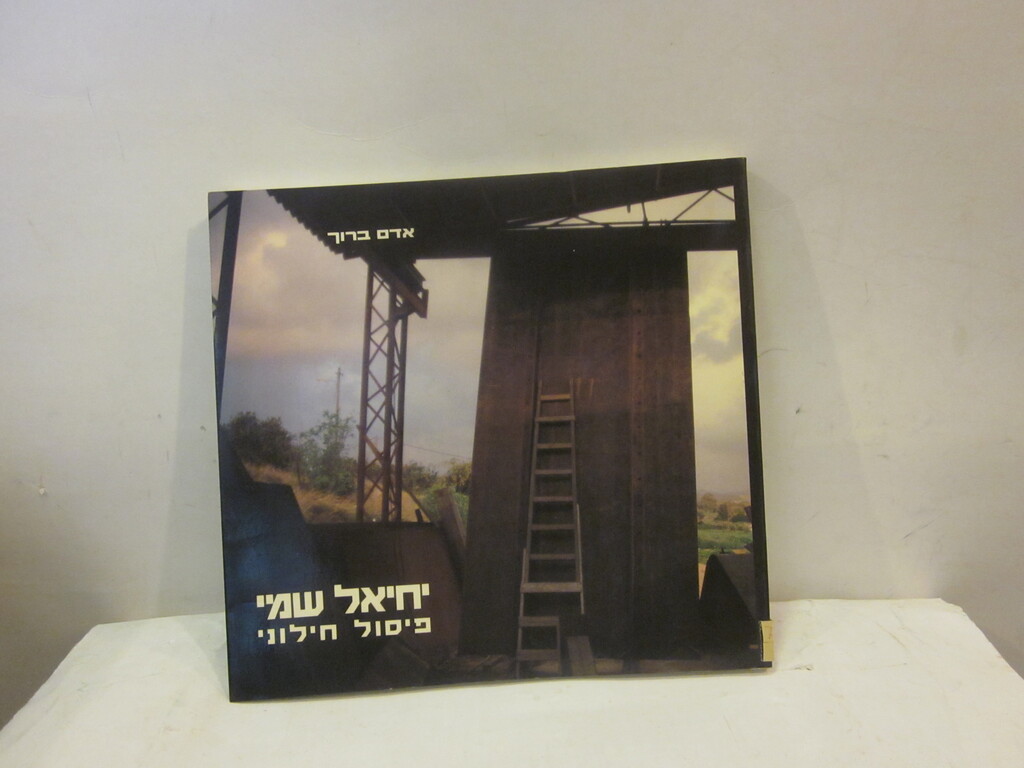 אדם ברוך
יחיאל שמי
פיסול חילוני